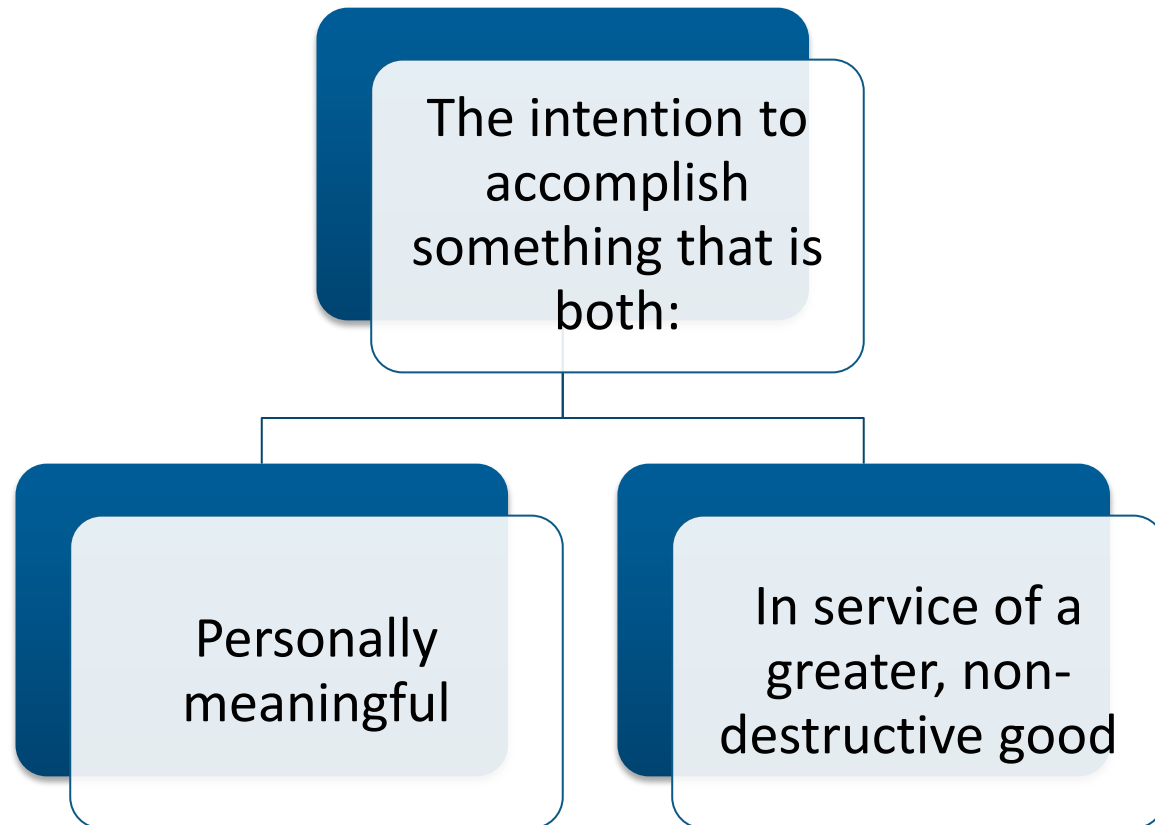 The intention to
accomplish
something that is
both:
Personally
meaningful
In service of a
greater, non-
destructive good